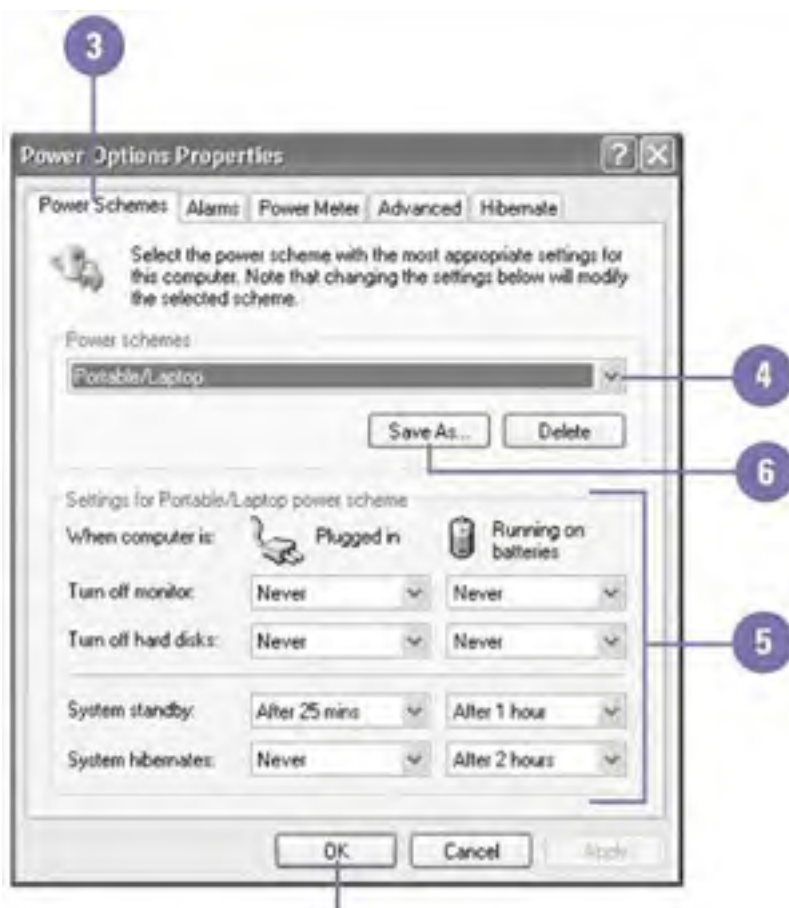 3
Power Options Properties
Power Schemes Alarms Power Meter Advanced Hibernate
Select the power scheme with the most appropriate settings for
this computer. Note that changing the settings below will modify
the selected scheme.
Power schemes
Portable/Laptop
4
Save As... Delete
6
Settings for Portable/Laptop power scheme
When computer is: Plugged in Running on
batteries
Turn off monitor: Never Never
Turn off hard disks: Never Never
5
System standby: After 25 mins After 1 hour
System hibernates: Never After 2 hours
OK Cancel Apply